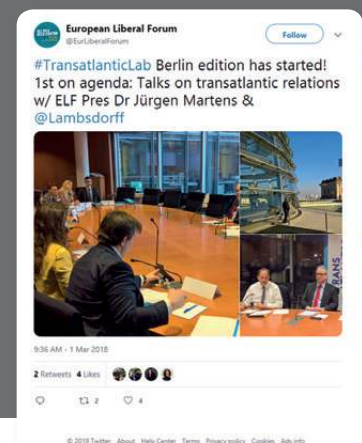 European Liberal Forum
@EurLiberalForum
Follow
#TransatlanticLab Berlin edition has started!
1st on agenda: Talks on transatlantic relations
w/ ELF Pres Dr Jürgen Martens &
@Lambsdorff
TRANS
9:36 AM - 1 Mar 2018
2 Retweets 4 Likes
2 4
© 2018 Twitter About Help Center Terms Privacy policy Cookies Ads info